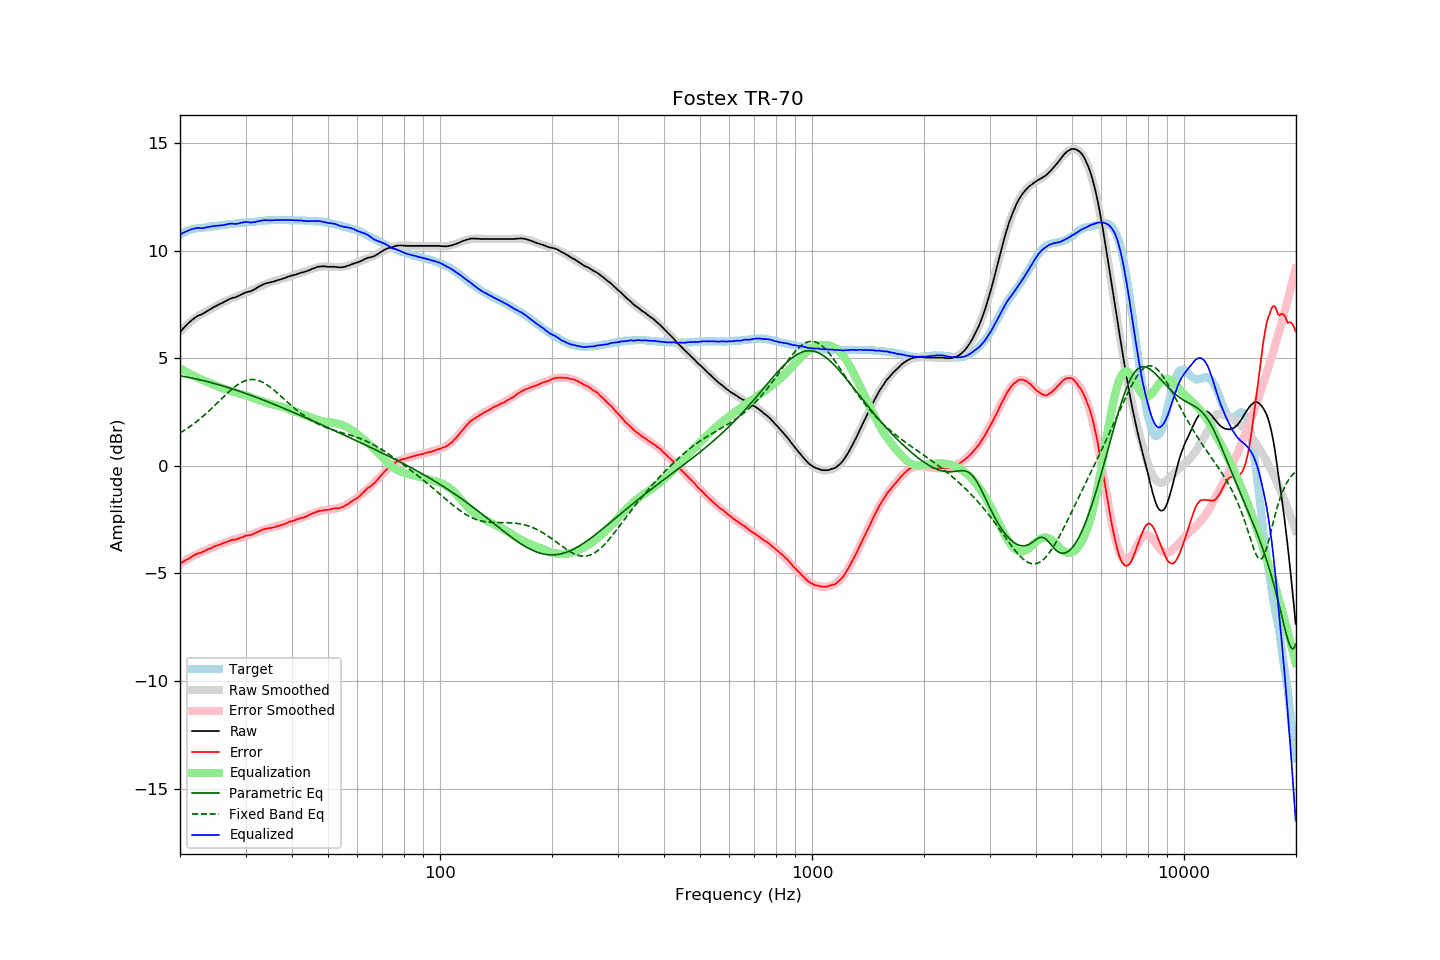 Fostex TR-70
15
10
5
0
−5
−10
−15
Amplitude (dBr)
Target
Raw Smoothed
Error Smoothed
Raw
Error
Equalization
Parametric Eq
Fixed Band Eq
Equalized
100
1000
10000
Frequency (Hz)